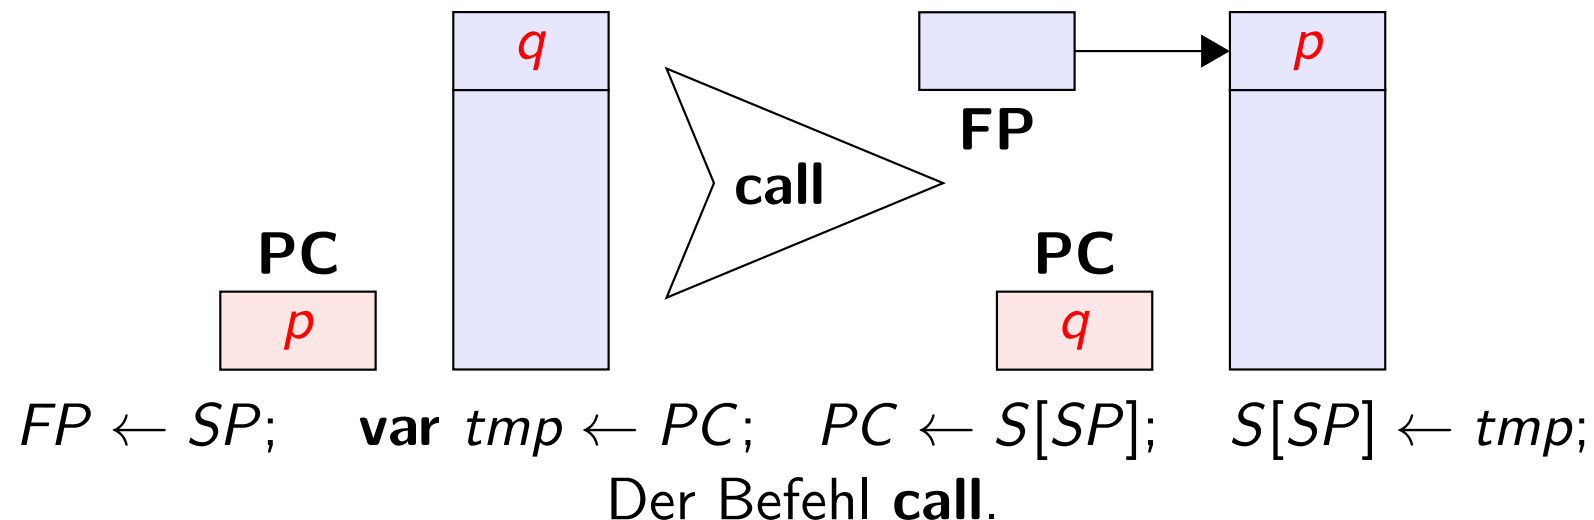 q
p
FP
call
PC
PC
p
q
FP ← SP; var tmp ← PC; PC ← S[SP]; S[SP] ← tmp;
Der Befehl call.